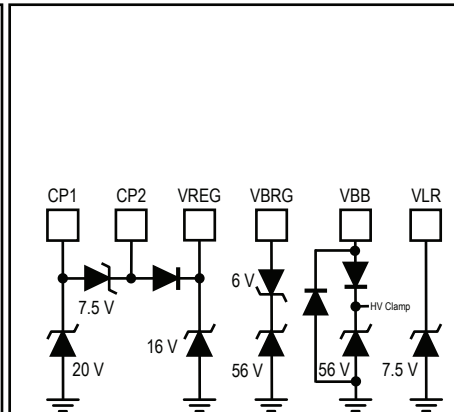 CP1 CP2 VREG VBRG VBB VLR
6 V
7.5 V
HV Clamp
16 V
20 V 56 V 56 V 7.5 V